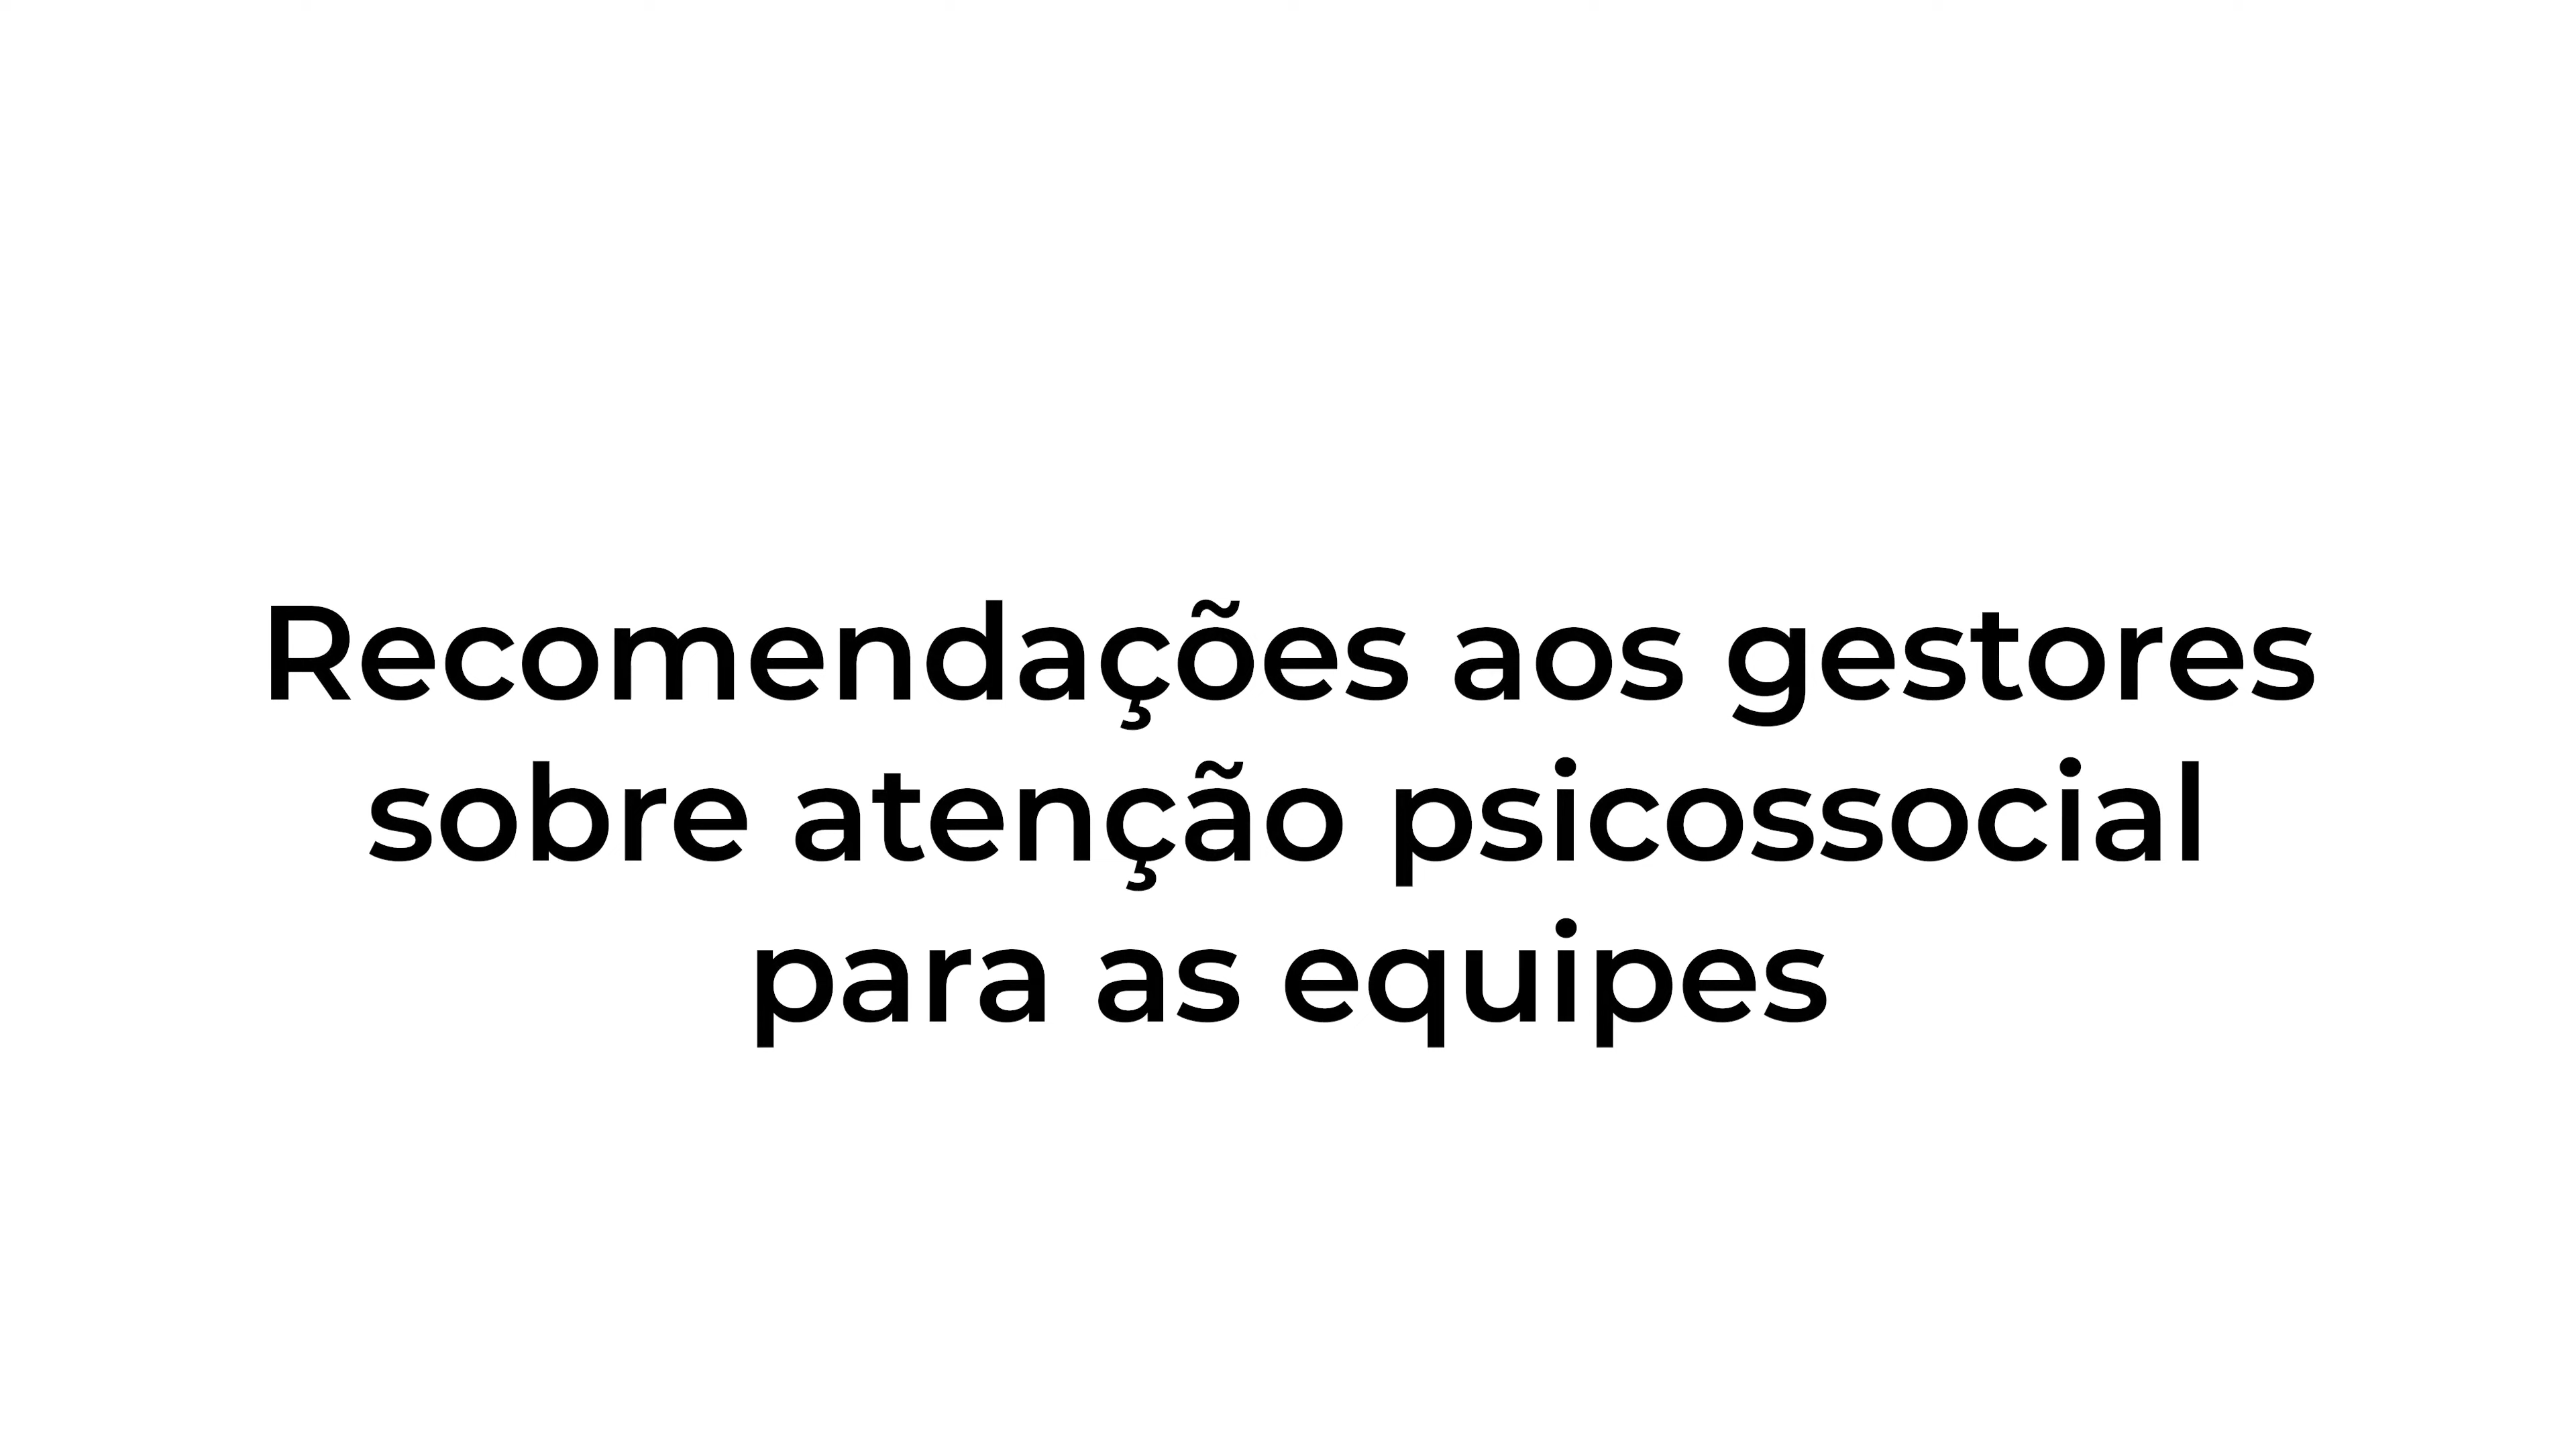 Recomendações aos gestores
sobre atenção psicossocial
para as equipes